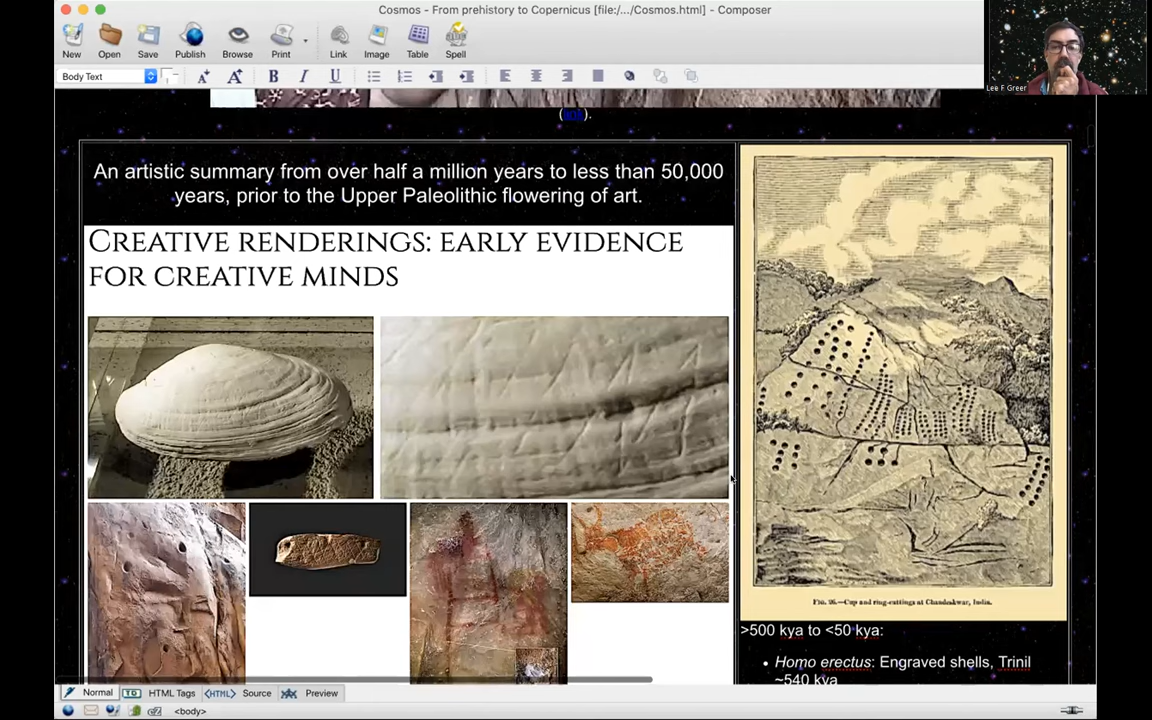 Cosmos - From prehistory to Copernicus [file:/.../Cosmos.html] - Composer
New Open Save Publish Browse Print Link Image Table Spell
Body Text
Lee F Greer
(link).
An artistic summary from over half a million years to less than 50,000
years, prior to the Upper Paleolithic flowering of art.
Creative renderings: early evidence
for creative minds
Fig. 26.—Cup and ring-cuttings at Chandeshwar, India.
>500 kya to <50 kya:
• Homo erectus: Engraved shells, Trinil
~540 kya
Normal HTML Tags <HTML> Source Preview
<body>